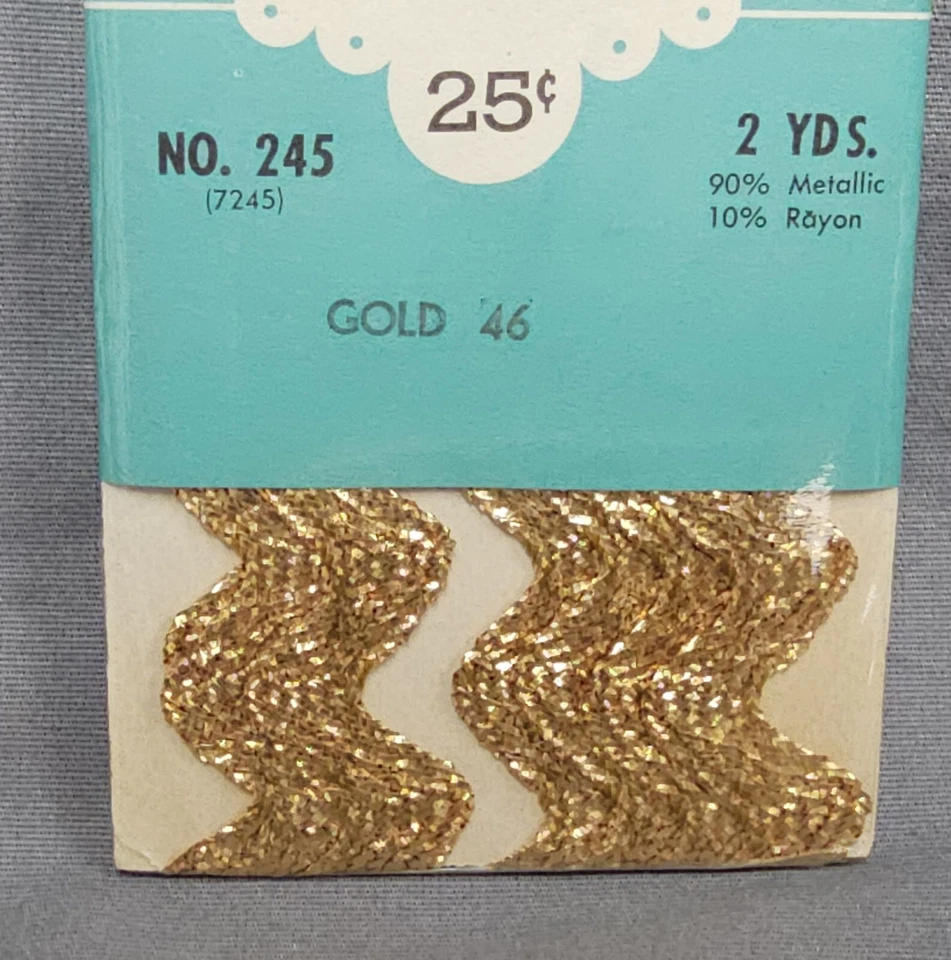 25¢
NO. 245
(7245)
2 YDS.
90% Metallic
10% Rayon
GOLD 46